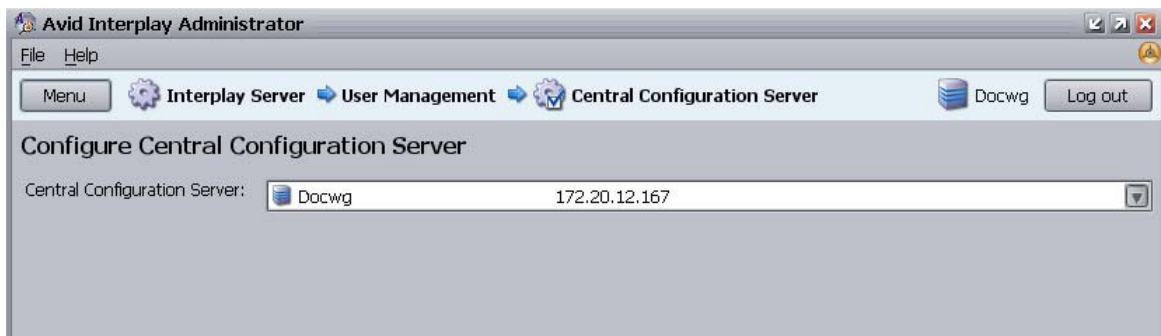 Avid Interplay Administrator
File Help
Menu Interplay Server User Management Central Configuration Server Docwg Log out
Configure Central Configuration Server
Central Configuration Server: Docwg 172.20.12.167